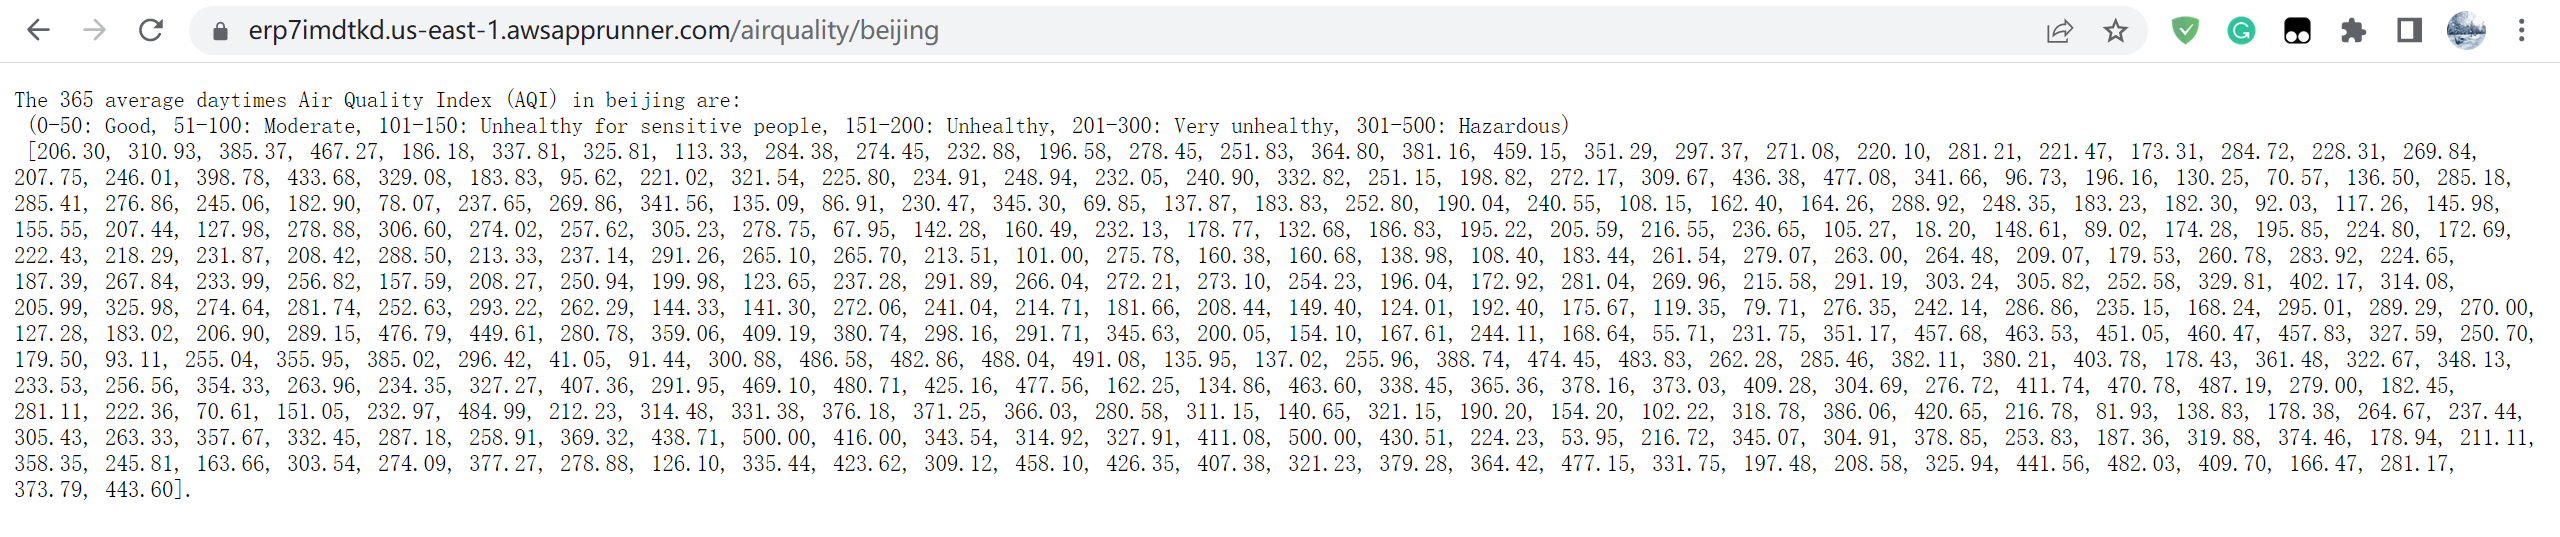 erp7imdtkd.us-east-1.awsapprunner.com/airquality/beijing
The 365 average daytimes Air Quality Index (AQI) in beijing are:
(0-50: Good, 51-100: Moderate, 101-150: Unhealthy for sensitive people, 151-200: Unhealthy, 201-300: Very unhealthy, 301-500: Hazardous)
[206.30, 310.93, 385.37, 467.27, 186.18, 337.81, 325.81, 113.33, 284.38, 274.45, 232.88, 196.58, 278.45, 251.83, 364.80, 381.16, 459.15, 351.29, 297.37, 271.08, 220.10, 281.21, 221.47, 173.31, 284.72, 228.31, 269.84,
207.75, 246.01, 398.78, 433.68, 329.08, 183.83, 95.62, 221.02, 321.54, 225.80, 234.91, 248.94, 232.05, 240.90, 332.82, 251.15, 198.82, 272.17, 309.67, 436.38, 477.08, 341.66, 96.73, 196.16, 130.25, 70.57, 136.50, 285.18,
285.41, 276.86, 245.06, 182.90, 78.07, 237.65, 269.86, 341.56, 135.09, 86.91, 230.47, 345.30, 69.85, 137.87, 183.83, 252.80, 190.04, 240.55, 108.15, 162.40, 164.26, 288.92, 248.35, 183.23, 182.30, 92.03, 117.26, 145.98,
155.55, 207.44, 127.98, 278.88, 306.60, 274.02, 257.62, 305.23, 278.75, 67.95, 142.28, 160.49, 232.13, 178.77, 132.68, 186.83, 195.22, 205.59, 216.55, 236.65, 105.27, 18.20, 148.61, 89.02, 174.28, 195.85, 224.80, 172.69,
222.43, 218.29, 231.87, 208.42, 288.50, 213.33, 237.14, 291.26, 265.10, 265.70, 213.51, 101.00, 275.78, 160.38, 160.68, 138.98, 108.40, 183.44, 261.54, 279.07, 263.00, 264.48, 209.07, 179.53, 260.78, 283.92, 224.65,
187.39, 267.84, 233.99, 256.82, 157.59, 208.27, 250.94, 199.98, 123.65, 237.28, 291.89, 266.04, 272.21, 273.10, 254.23, 196.04, 172.92, 281.04, 269.96, 215.58, 291.19, 303.24, 305.82, 252.58, 329.81, 402.17, 314.08,
205.99, 325.98, 274.64, 281.74, 252.63, 293.22, 262.29, 144.33, 141.30, 272.06, 241.04, 214.71, 181.66, 208.44, 149.40, 124.01, 192.40, 175.67, 119.35, 79.71, 276.35, 242.14, 286.86, 235.15, 168.24, 295.01, 289.29, 270.00,
127.28, 183.02, 206.90, 289.15, 476.79, 449.61, 280.78, 359.06, 409.19, 380.74, 298.16, 291.71, 345.63, 200.05, 154.10, 167.61, 244.11, 168.64, 55.71, 231.75, 351.17, 457.68, 463.53, 451.05, 460.47, 457.83, 327.59, 250.70,
179.50, 93.11, 255.04, 355.95, 385.02, 296.42, 41.05, 91.44, 300.88, 486.58, 482.86, 488.04, 491.08, 135.95, 137.02, 255.96, 388.74, 474.45, 483.83, 262.28, 285.46, 382.11, 380.21, 403.78, 178.43, 361.48, 322.67, 348.13,
233.53, 256.56, 354.33, 263.96, 234.35, 327.27, 407.36, 291.95, 469.10, 480.71, 425.16, 477.56, 162.25, 134.86, 463.60, 338.45, 365.36, 378.16, 373.03, 409.28, 304.69, 276.72, 411.74, 470.78, 487.19, 279.00, 182.45,
281.11, 222.36, 70.61, 151.05, 232.97, 484.99, 212.23, 314.48, 331.38, 376.18, 371.25, 366.03, 280.58, 311.15, 140.65, 321.15, 190.20, 154.20, 102.22, 318.78, 386.06, 420.65, 216.78, 81.93, 138.83, 178.38, 264.67, 237.44,
305.43, 263.33, 357.67, 332.45, 287.18, 258.91, 369.32, 438.71, 500.00, 416.00, 343.54, 314.92, 327.91, 411.08, 500.00, 430.51, 224.23, 53.95, 216.72, 345.07, 304.91, 378.85, 253.83, 187.36, 319.88, 374.46, 178.94, 211.11,
358.35, 245.81, 163.66, 303.54, 274.09, 377.27, 278.88, 126.10, 335.44, 423.62, 309.12, 458.10, 426.35, 407.38, 321.23, 379.28, 364.42, 477.15, 331.75, 197.48, 208.58, 325.94, 441.56, 482.03, 409.70, 166.47, 281.17,
373.79, 443.60].